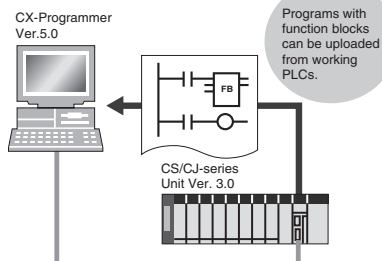 CX-Programmer
Ver.5.0
Programs with
function blocks
can be uploaded
from working
PLCs.
FB
CS/CJ-series
Unit Ver. 3.0